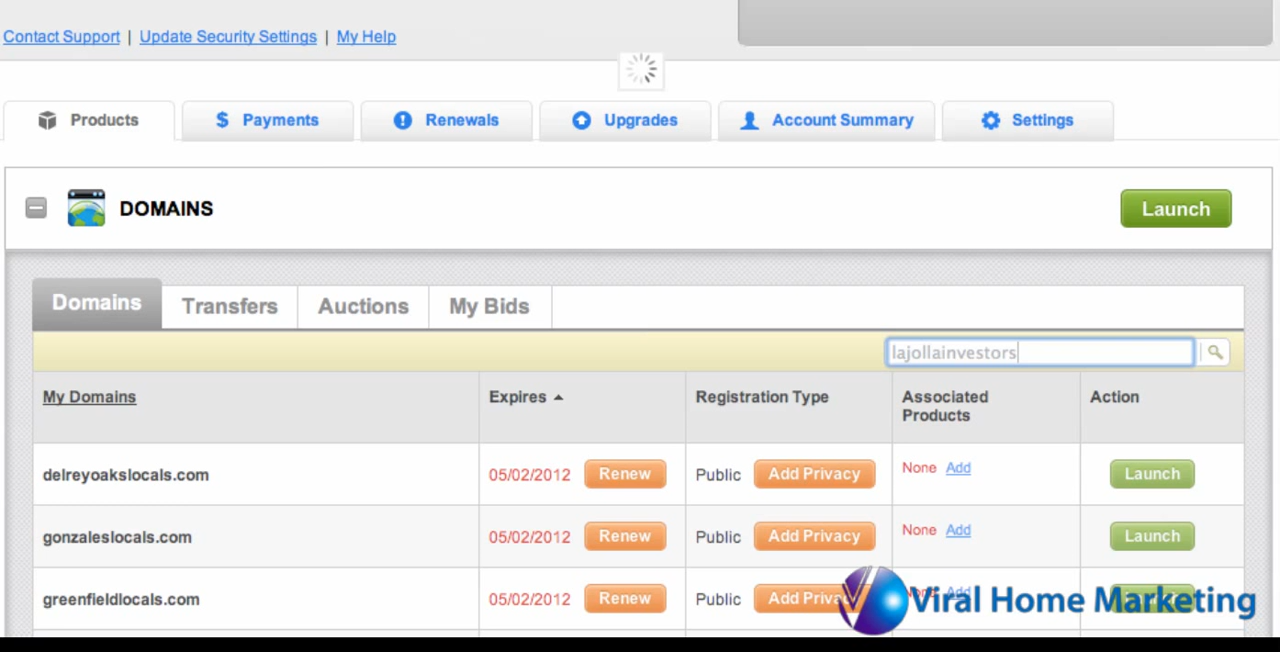 Contact Support | Update Security Settings | My Help
Products $ Payments Renewals Upgrades Account Summary Settings
DOMAINS Launch
Domains Transfers Auctions My Bids
lajollainvestors
My Domains Expires Registration Type Associated Products Action
delreyoakslocals.com 05/02/2012 Renew Public Add Privacy None Add Launch
gonzaleslocals.com 05/02/2012 Renew Public Add Privacy None Add Launch
greenfieldlocals.com 05/02/2012 Renew Public Add
Viral Home Marketing